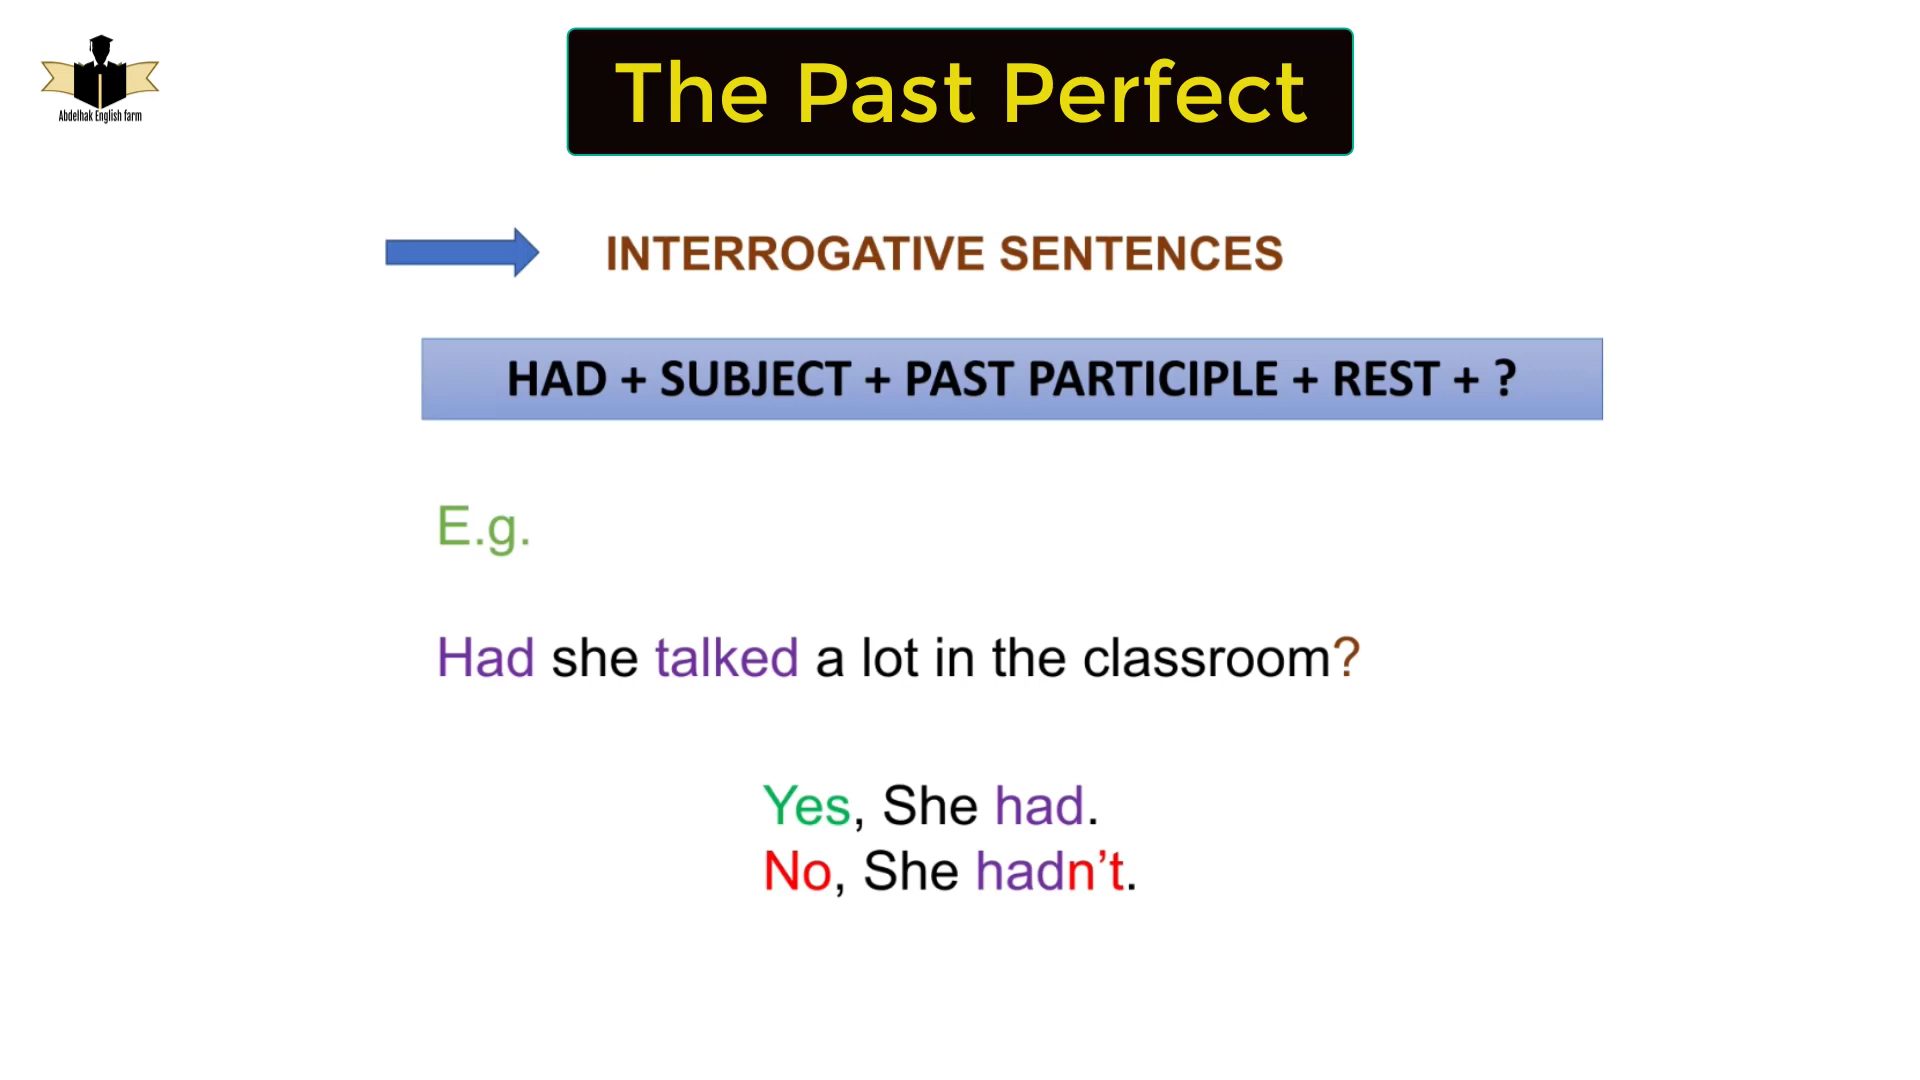 Abdelhak English farm
The Past Perfect
INTERROGATIVE SENTENCES
HAD + SUBJECT + PAST PARTICIPLE + REST + ?
E.g.
Had she talked a lot in the classroom?
Yes, She had.
No, She hadn’t.